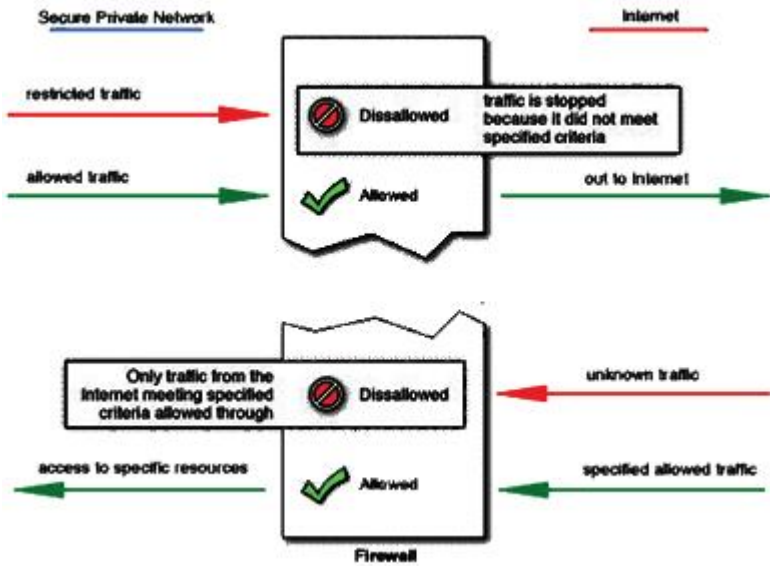 Secure Private Network
Internet
restricted traffic
Dissallowed
traffic is stopped
because it did not meet
specified criteria
allowed traffic
Allowed
out to Internet
Only traffic from the
Internet meeting specified
criteria allowed through
Dissallowed
unknown traffic
access to specific resources
Allowed
specified allowed traffic
Firewall